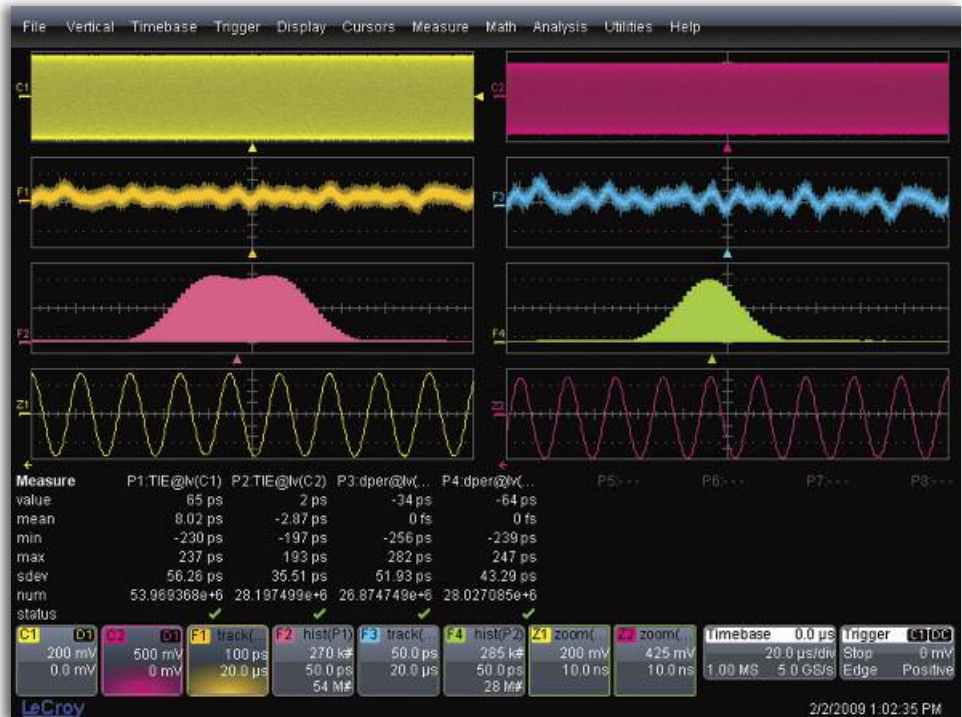 File Vertical Timebase Trigger Display Cursors Measure Math Analysis Utilities Help
C1
C2
F1
F3
F2
F4
Z1
Measure P1:TIE@lv(C1) P2:TIE@lv(C2) P3:dper@lv(... P4:dper@lv(... P5:--- P6:--- P7:--- P8:---
value 65 ps 2 ps -34 ps -64 ps
mean 8.02 ps -2.87 ps 0 fs 0 fs
min -230 ps -197 ps -256 ps -239 ps
max 237 ps 193 ps 282 ps 247 ps
sdev 56.26 ps 35.51 ps 51.93 ps 43.29 ps
num 53.969368e+6 28.197499e+6 26.874749e+6 28.027085e+6
status
C1 D1 C2 D1 F1 track(... F2 hist(P1) F3 track(... F4 hist(P2) Z1 zoom(... Z2 zoom(... Timebase 0.0 µs Trigger C1 DC
200 mV 500 mV 100 ps 270 k# 50.0 ps 285 k# 200 mV 425 mV 20.0 µs/div Stop 0 mV
0.0 mV 0 mV 20.0 µs 50.0 ps 20.0 µs 50.0 ps 10.0 ns 10.0 ns 1.00 MS 5.0 GS/s Edge Positive
54 M# 28 M#
LeCroy 2/2/2009 1:02:35 PM